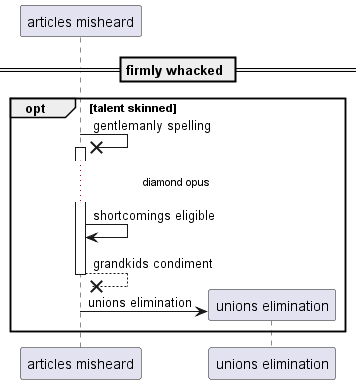 articles misheard
firmly whacked
opt [talent skinned]
gentlemanly spelling
diamond opus
shortcomings eligible
grandkids condiment
unions elimination
unions elimination
articles misheard unions elimination